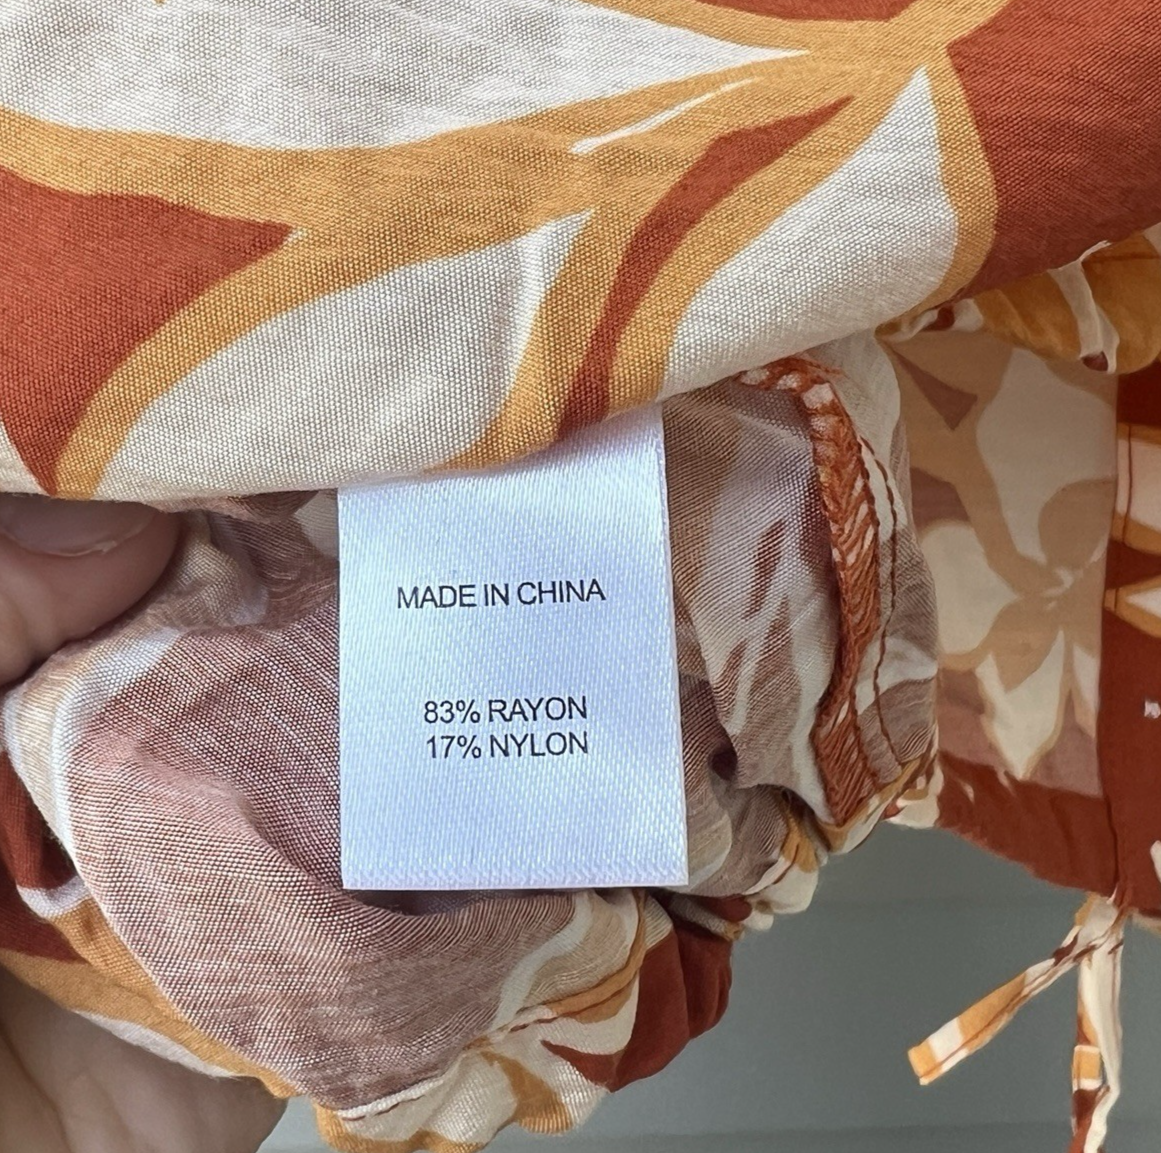 MADE IN CHINA
83% RAYON
17% NYLON